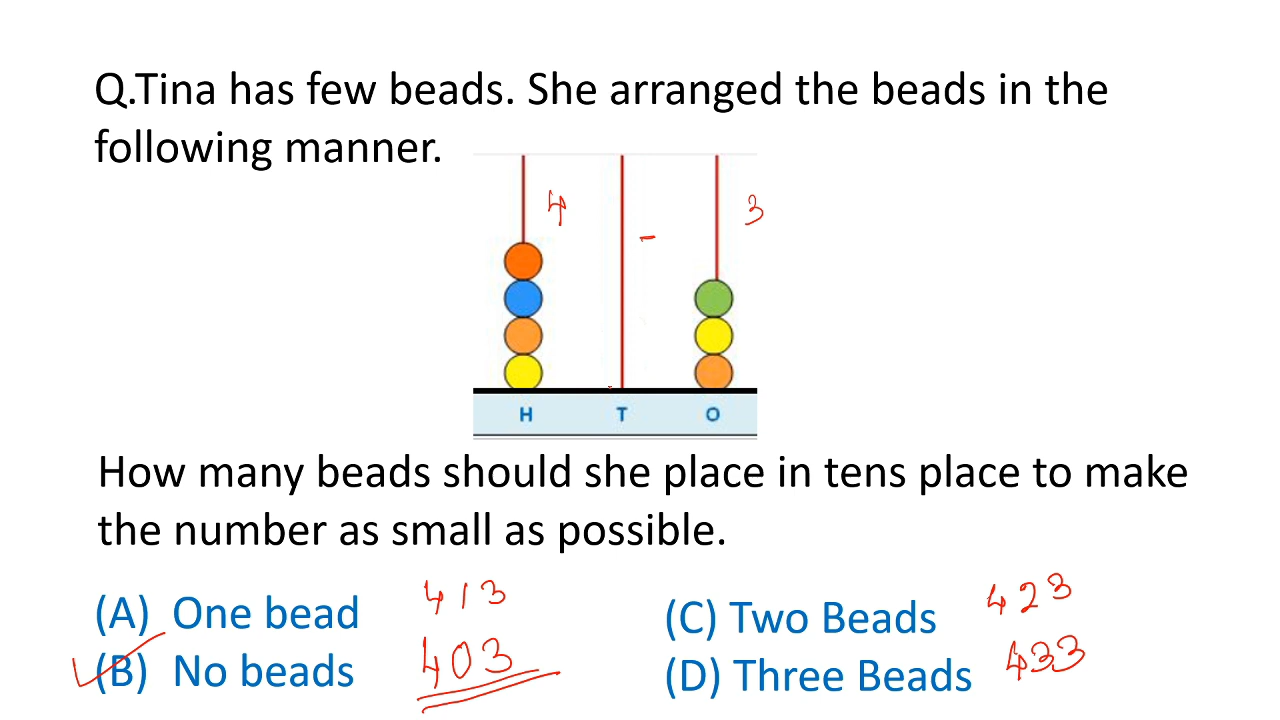 Q.Tina has few beads. She arranged the beads in the
following manner.
4 - 3
H T O
How many beads should she place in tens place to make
the number as small as possible.
(A) One bead 413 (C) Two Beads 423
(B) No beads 403 (D) Three Beads 433